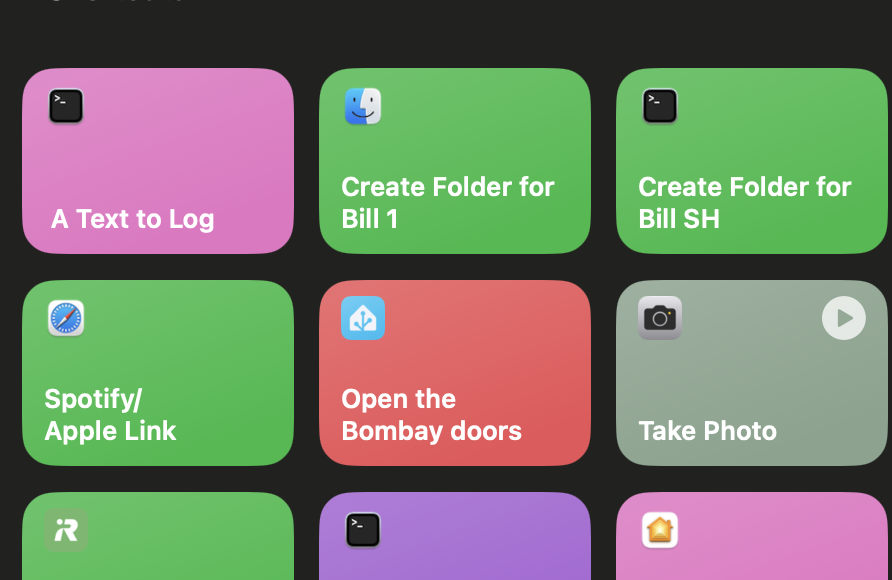 A Text to Log
Create Folder for
Bill 1
Create Folder for
Bill SH
Spotify/
Apple Link
Open the
Bombay doors
Take Photo